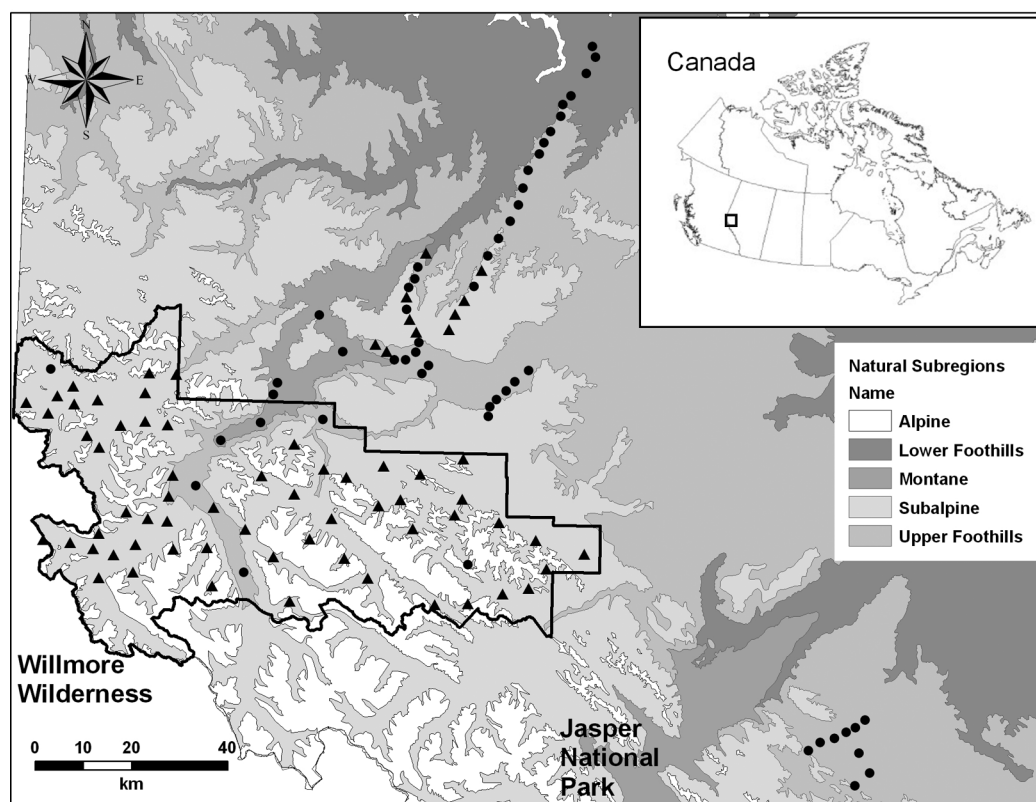 N
W
E
S
Canada
Natural Subregions
Name
Alpine
Lower Foothills
Montane
Subalpine
Upper Foothills
Willmore
Wilderness
0 10 20 40
km
Jasper
National
Park